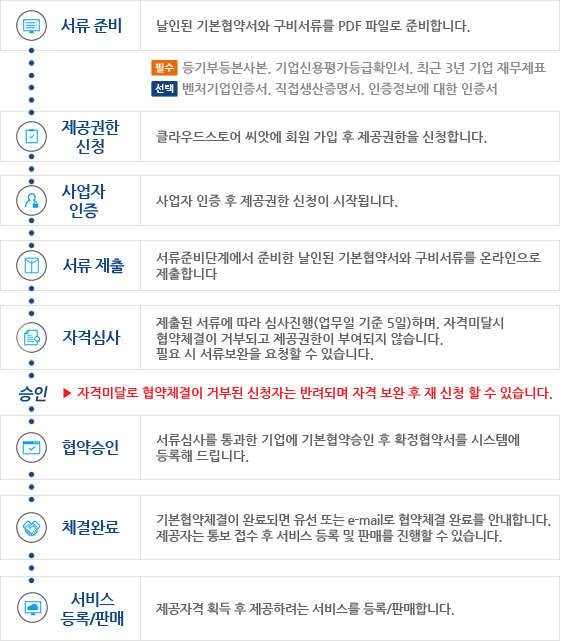 서류 준비
날인된 기본협약서와 구비서류를 PDF 파일로 준비합니다.
필수 등기부등본사본, 기업신용평가등급확인서, 최근 3년 기업 재무제표
선택 벤처기업인증서, 직접생산증명서, 인증정보에 대한 인증서
제공권한
신청
클라우드스토어 씨앗에 회원 가입 후 제공권한을 신청합니다.
사업자
인증
사업자 인증 후 제공권한 신청이 시작됩니다.
서류 제출
서류준비단계에서 준비한 날인된 기본협약서와 구비서류를 온라인으로
제출합니다
자격심사
제출된 서류에 따라 심사진행(업무일 기준 5일)하며, 자격미달시
협약체결이 거부되고 제공권한이 부여되지 않습니다.
필요 시 서류보완을 요청할 수 있습니다.
승인
▶ 자격미달로 협약체결이 거부된 신청자는 반려되며 자격 보완 후 재 신청 할 수 있습니다.
협약승인
서류심사를 통과한 기업에 기본협약승인 후 확정협약서를 시스템에
등록해 드립니다.
체결완료
기본협약체결이 완료되면 유선 또는 e-mail로 협약체결 완료를 안내합니다.
제공자는 통보 접수 후 서비스 등록 및 판매를 진행할 수 있습니다.
서비스
등록/판매
제공자격 획득 후 제공하려는 서비스를 등록/판매합니다.